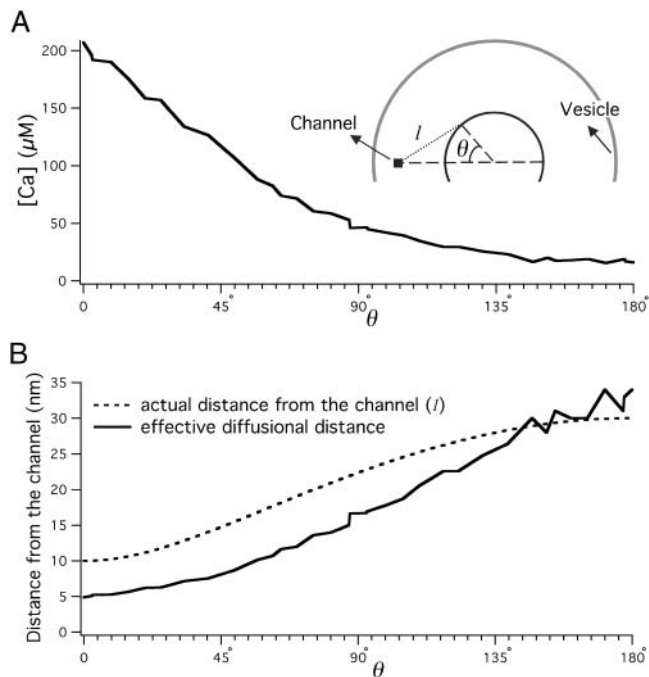 A
200
150
100
50
0
[Ca] (µM)
Channel
l
θ
Vesicle
0
45°
90°
135°
180°
θ
B
35
30
25
20
15
10
5
0
Distance from the channel (nm)
actual distance from the channel (l)
effective diffusional distance
0
45°
90°
135°
180°
θ